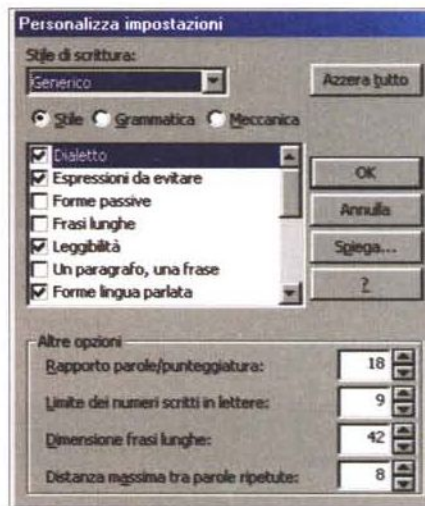 Personalizza impostazioni
Stile di scrittura:
Generico
Azzera tutto
Stile Grammatica Meccanica
Dialetto
Espressioni da evitare
Forme passive
Frasi lunghe
Leggibilità
Un paragrafo, una frase
Forme lingua parlata
OK
Annulla
Spiega...
?
Altre opzioni
Rapporto parole/punteggiatura: 18
Limite dei numeri scritti in lettere: 9
Dimensione frasi lunghe: 42
Distanza massima tra parole ripetute: 8